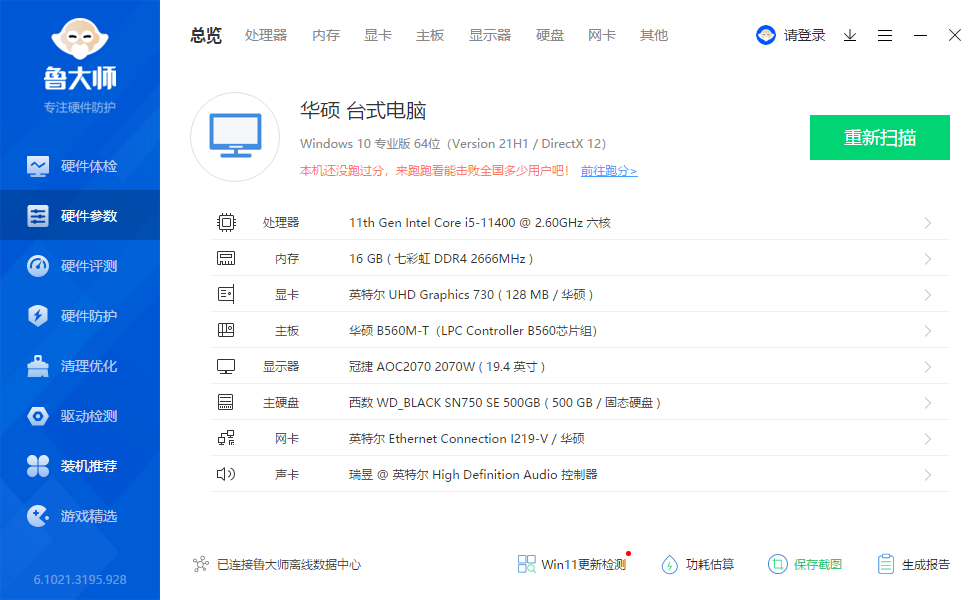 鲁大师
专注硬件防护
硬件体检
硬件参数
硬件评测
硬件防护
清理优化
驱动检测
装机推荐
游戏精选
6.1021.3195.928
总览 处理器 内存 显卡 主板 显示器 硬盘 网卡 其他 请登录
华硕 台式电脑
Windows 10 专业版 64位（Version 21H1 / DirectX 12）
本机还没跑过分，来跑跑看能击败全国多少用户吧！ 前往跑分>
重新扫描
处理器 11th Gen Intel Core i5-11400 @ 2.60GHz 六核
内存 16 GB ( 七彩虹 DDR4 2666MHz )
显卡 英特尔 UHD Graphics 730 ( 128 MB / 华硕 )
主板 华硕 B560M-T（LPC Controller B560芯片组）
显示器 冠捷 AOC2070 2070W ( 19.4 英寸 )
主硬盘 西数 WD_BLACK SN750 SE 500GB ( 500 GB / 固态硬盘 )
网卡 英特尔 Ethernet Connection I219-V / 华硕
声卡 瑞昱 @ 英特尔 High Definition Audio 控制器
已连接鲁大师离线数据中心 Win11更新检测 功耗估算 保存截图 生成报告